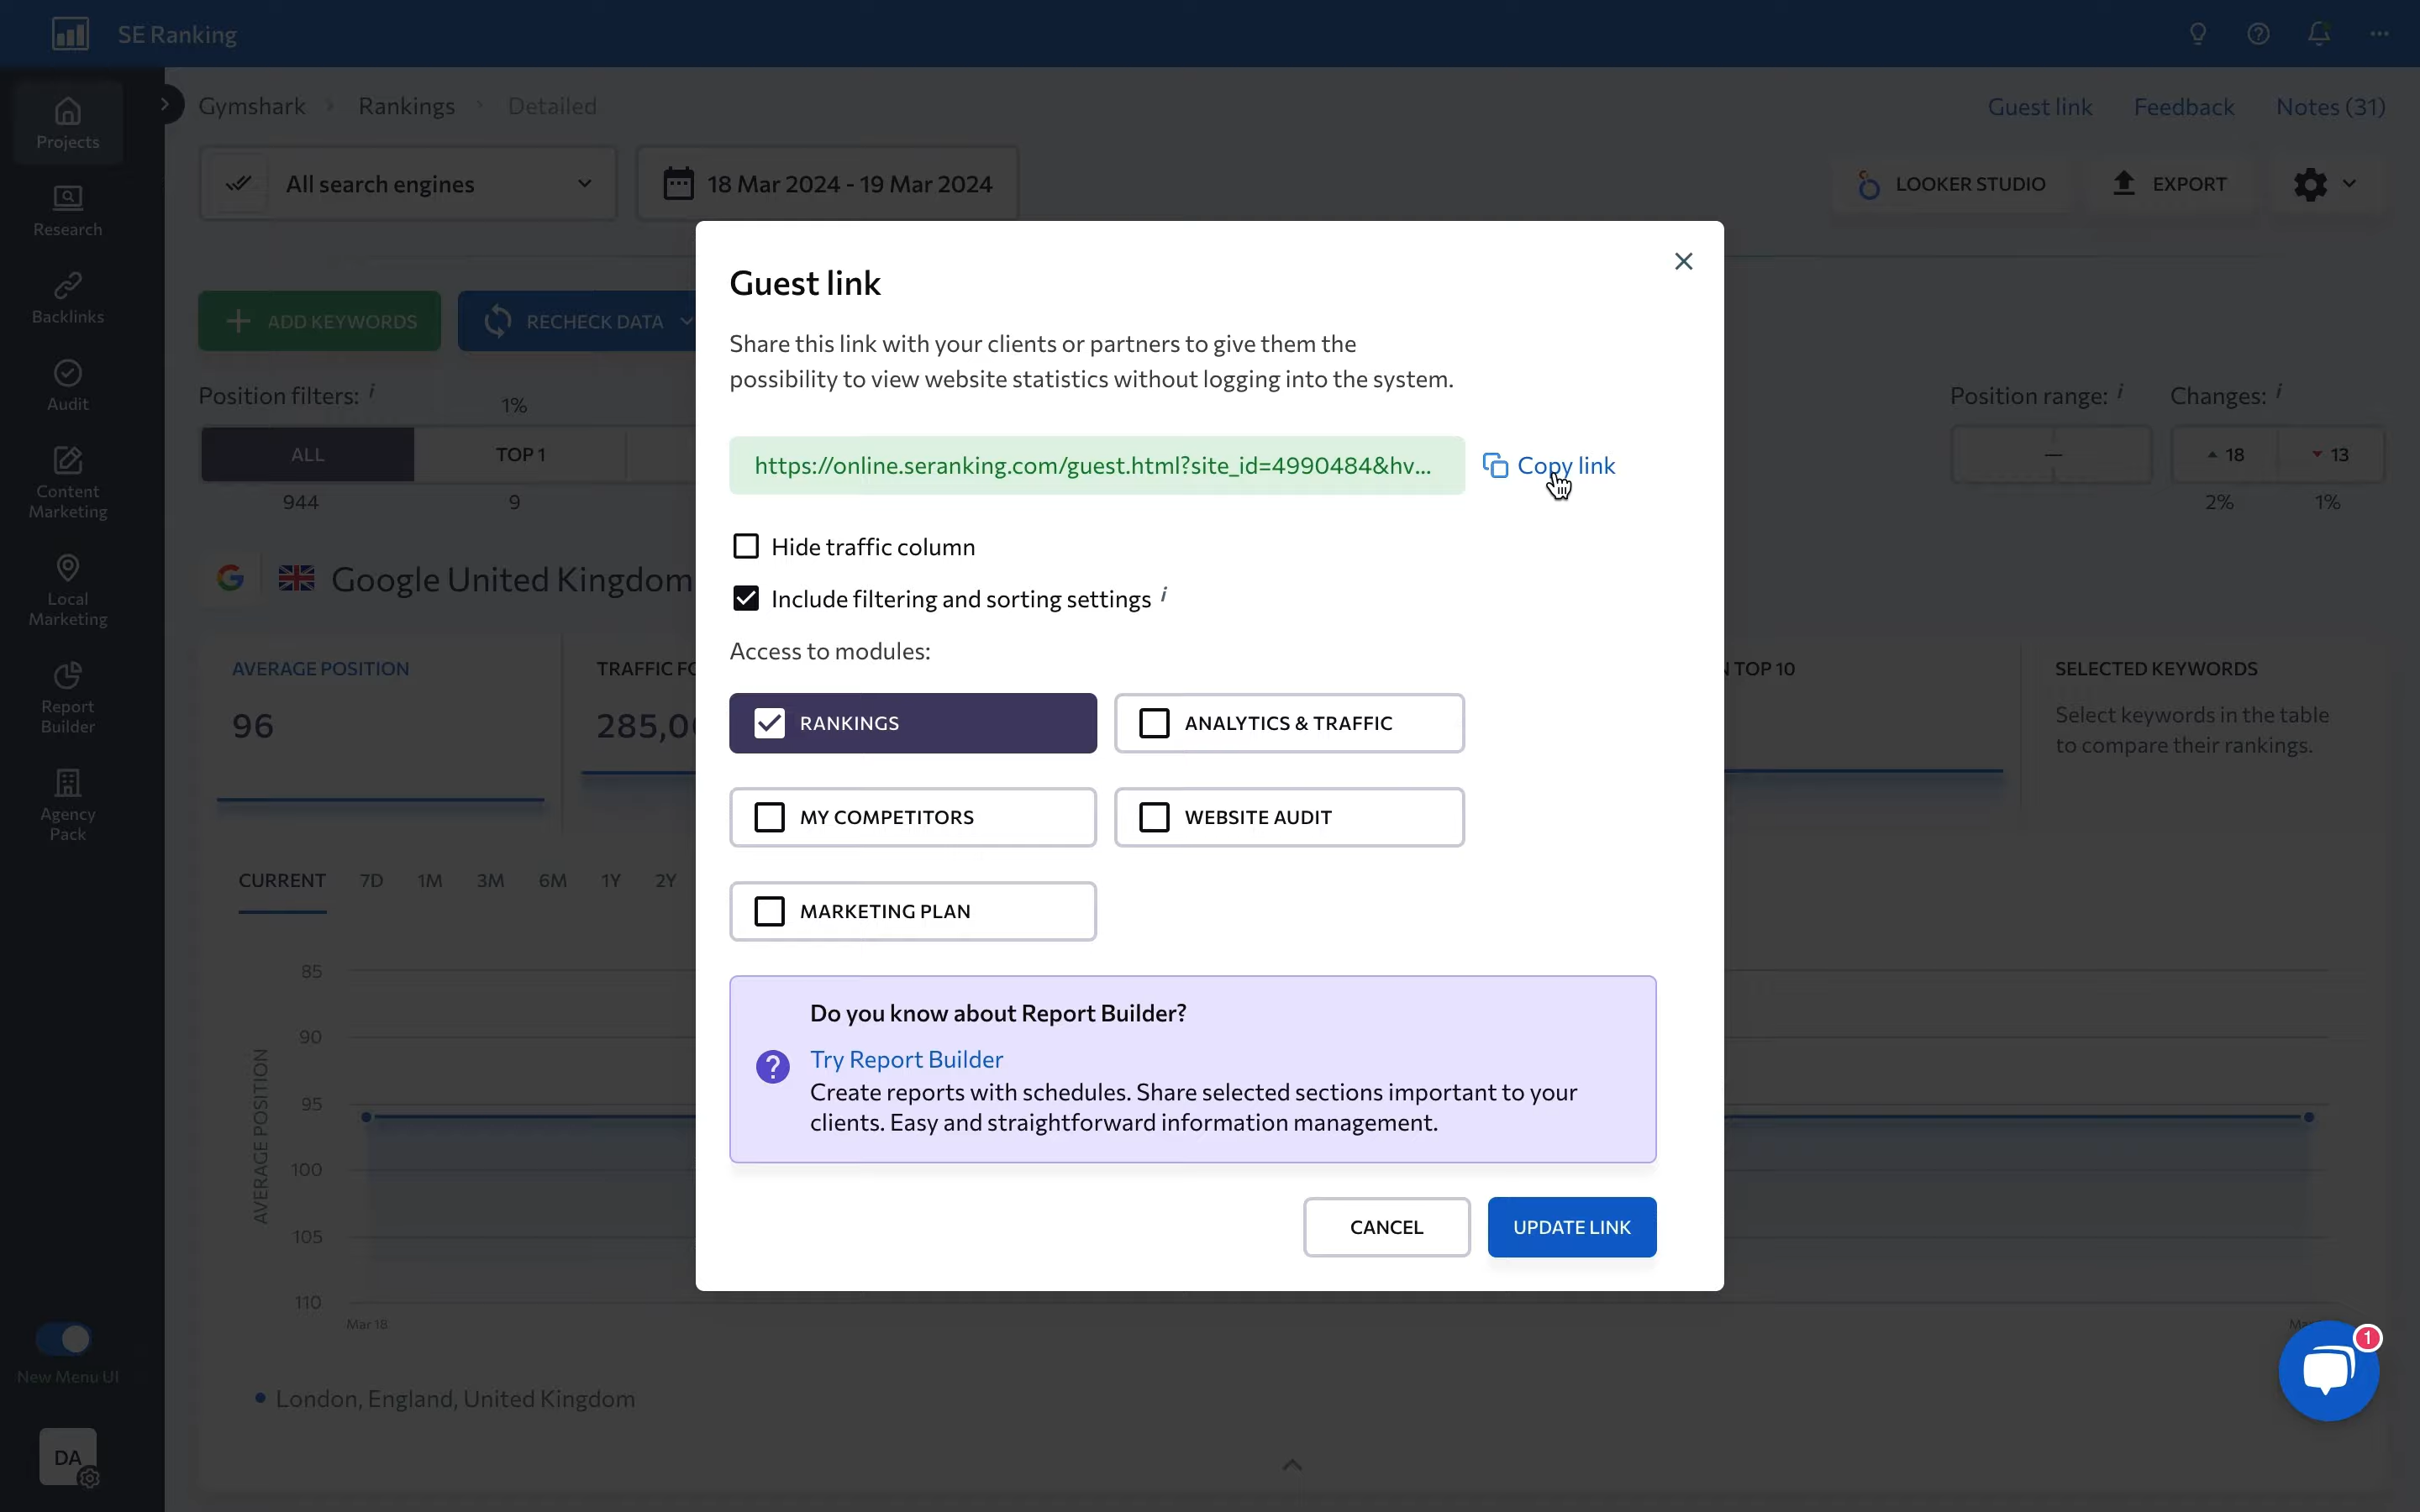 SE Ranking
Projects
Research
Backlinks
Audit
Content
Marketing
Local
Marketing
Report
Builder
Agency
Pack
New Menu UI
DA
Gymshark
Rankings
Detailed
Guest link
Feedback
Notes (31)
All search engines
18 Mar 2024 - 19 Mar 2024
LOOKER STUDIO
EXPORT
ADD KEYWORDS
RECHECK DATA
Position filters: i
1%
ALL
TOP 1
944
9
Position range: i
Changes: i
—
18
13
2%
1%
Google United Kingdom
AVERAGE POSITION
96
TRAFFIC FO
285,0
TOP 10
SELECTED KEYWORDS
Select keywords in the table
to compare their rankings.
CURRENT
7D
1M
3M
6M
1Y
2Y
AVERAGE POSITION
85
90
95
100
105
110
Mar 18
London, England, United Kingdom
Guest link
Share this link with your clients or partners to give them the
possibility to view website statistics without logging into the system.
https://online.seranking.com/guest.html?site_id=4990484&hv...
Copy link
Hide traffic column
Include filtering and sorting settings i
Access to modules:
RANKINGS
ANALYTICS & TRAFFIC
MY COMPETITORS
WEBSITE AUDIT
MARKETING PLAN
Do you know about Report Builder?
?
Try Report Builder
Create reports with schedules. Share selected sections important to your
clients. Easy and straightforward information management.
CANCEL
UPDATE LINK
1